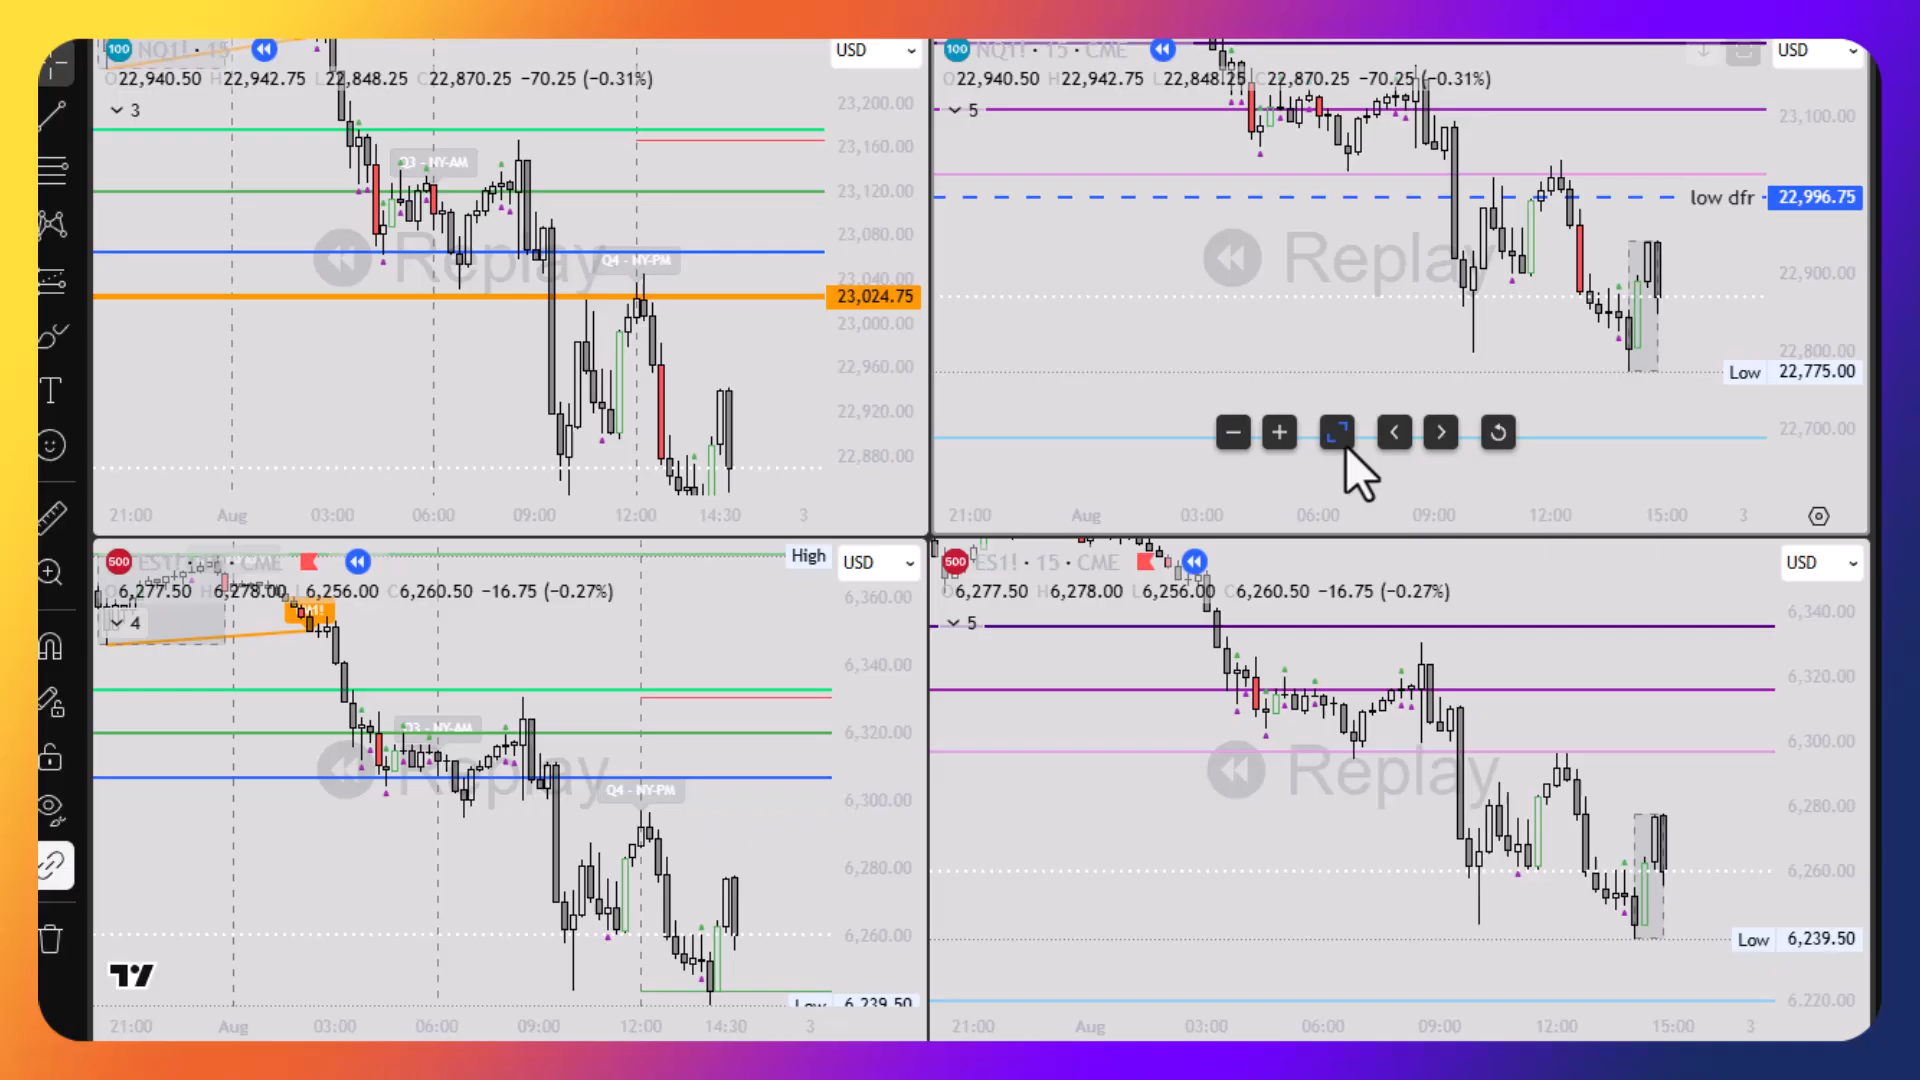 100 NQ1! · 15
O22,940.50 H22,942.75 L22,848.25 C22,870.25 −70.25 (−0.31%)
3
USD
23,200.00
23,160.00
23,120.00
23,080.00
23,040.00
23,024.75
23,000.00
22,960.00
22,920.00
22,880.00
Q3 - NY-AM
Q4 - NY-PM
Replay
21:00 Aug 03:00 06:00 09:00 12:00 14:30 3
100 NQ1! · 15 · CME
O22,940.50 H22,942.75 L22,848.25 C22,870.25 −70.25 (−0.31%)
5
USD
23,100.00
low dfr 22,996.75
22,900.00
22,800.00
Low 22,775.00
22,700.00
Replay
21:00 Aug 03:00 06:00 09:00 12:00 15:00 3
500 ES1! · CME
6,277.50 H6,278.00 L6,256.00 C6,260.50 −16.75 (−0.27%)
4
High
USD
6,360.00
6,340.00
6,320.00
6,300.00
6,280.00
6,260.00
Low 6,239.50
Q3 - NY-AM
Q4 - NY-PM
Replay
21:00 Aug 03:00 06:00 09:00 12:00 14:30 3
500 ES1! · 15 · CME
O6,277.50 H6,278.00 L6,256.00 C6,260.50 −16.75 (−0.27%)
5
USD
6,340.00
6,320.00
6,300.00
6,280.00
6,260.00
Low 6,239.50
6,220.00
Replay
21:00 Aug 03:00 06:00 09:00 12:00 15:00 3